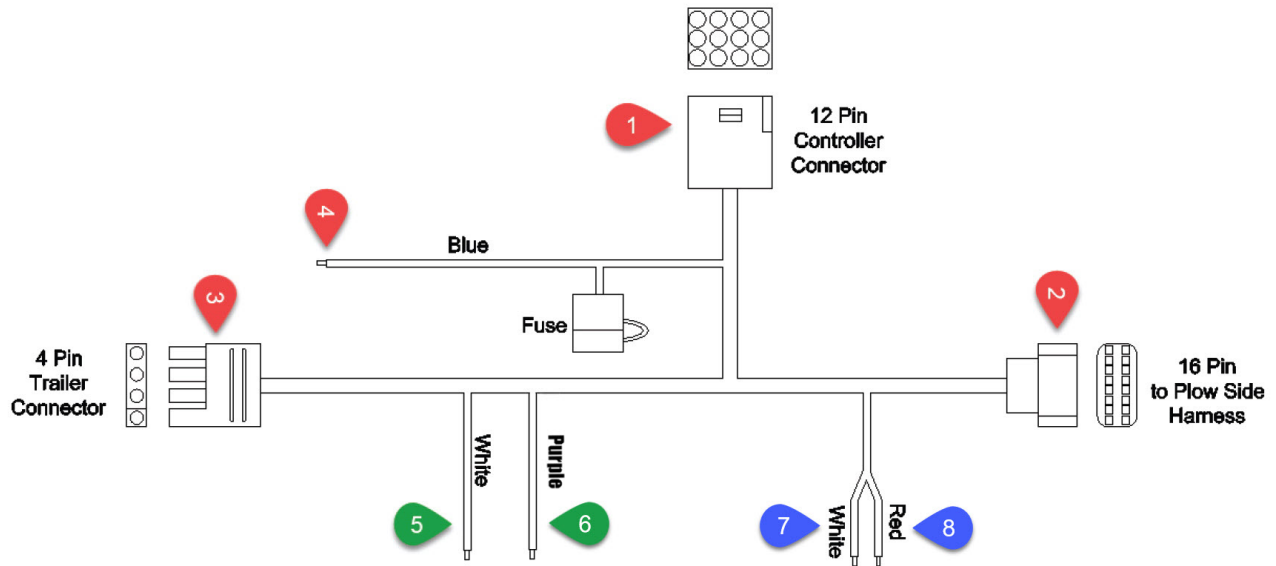 1
12 Pin
Controller
Connector
4
Blue
3
Fuse
2
4 Pin
Trailer
Connector
16 Pin
to Plow Side
Harness
White
Purple
5
6
7
White
Red
8